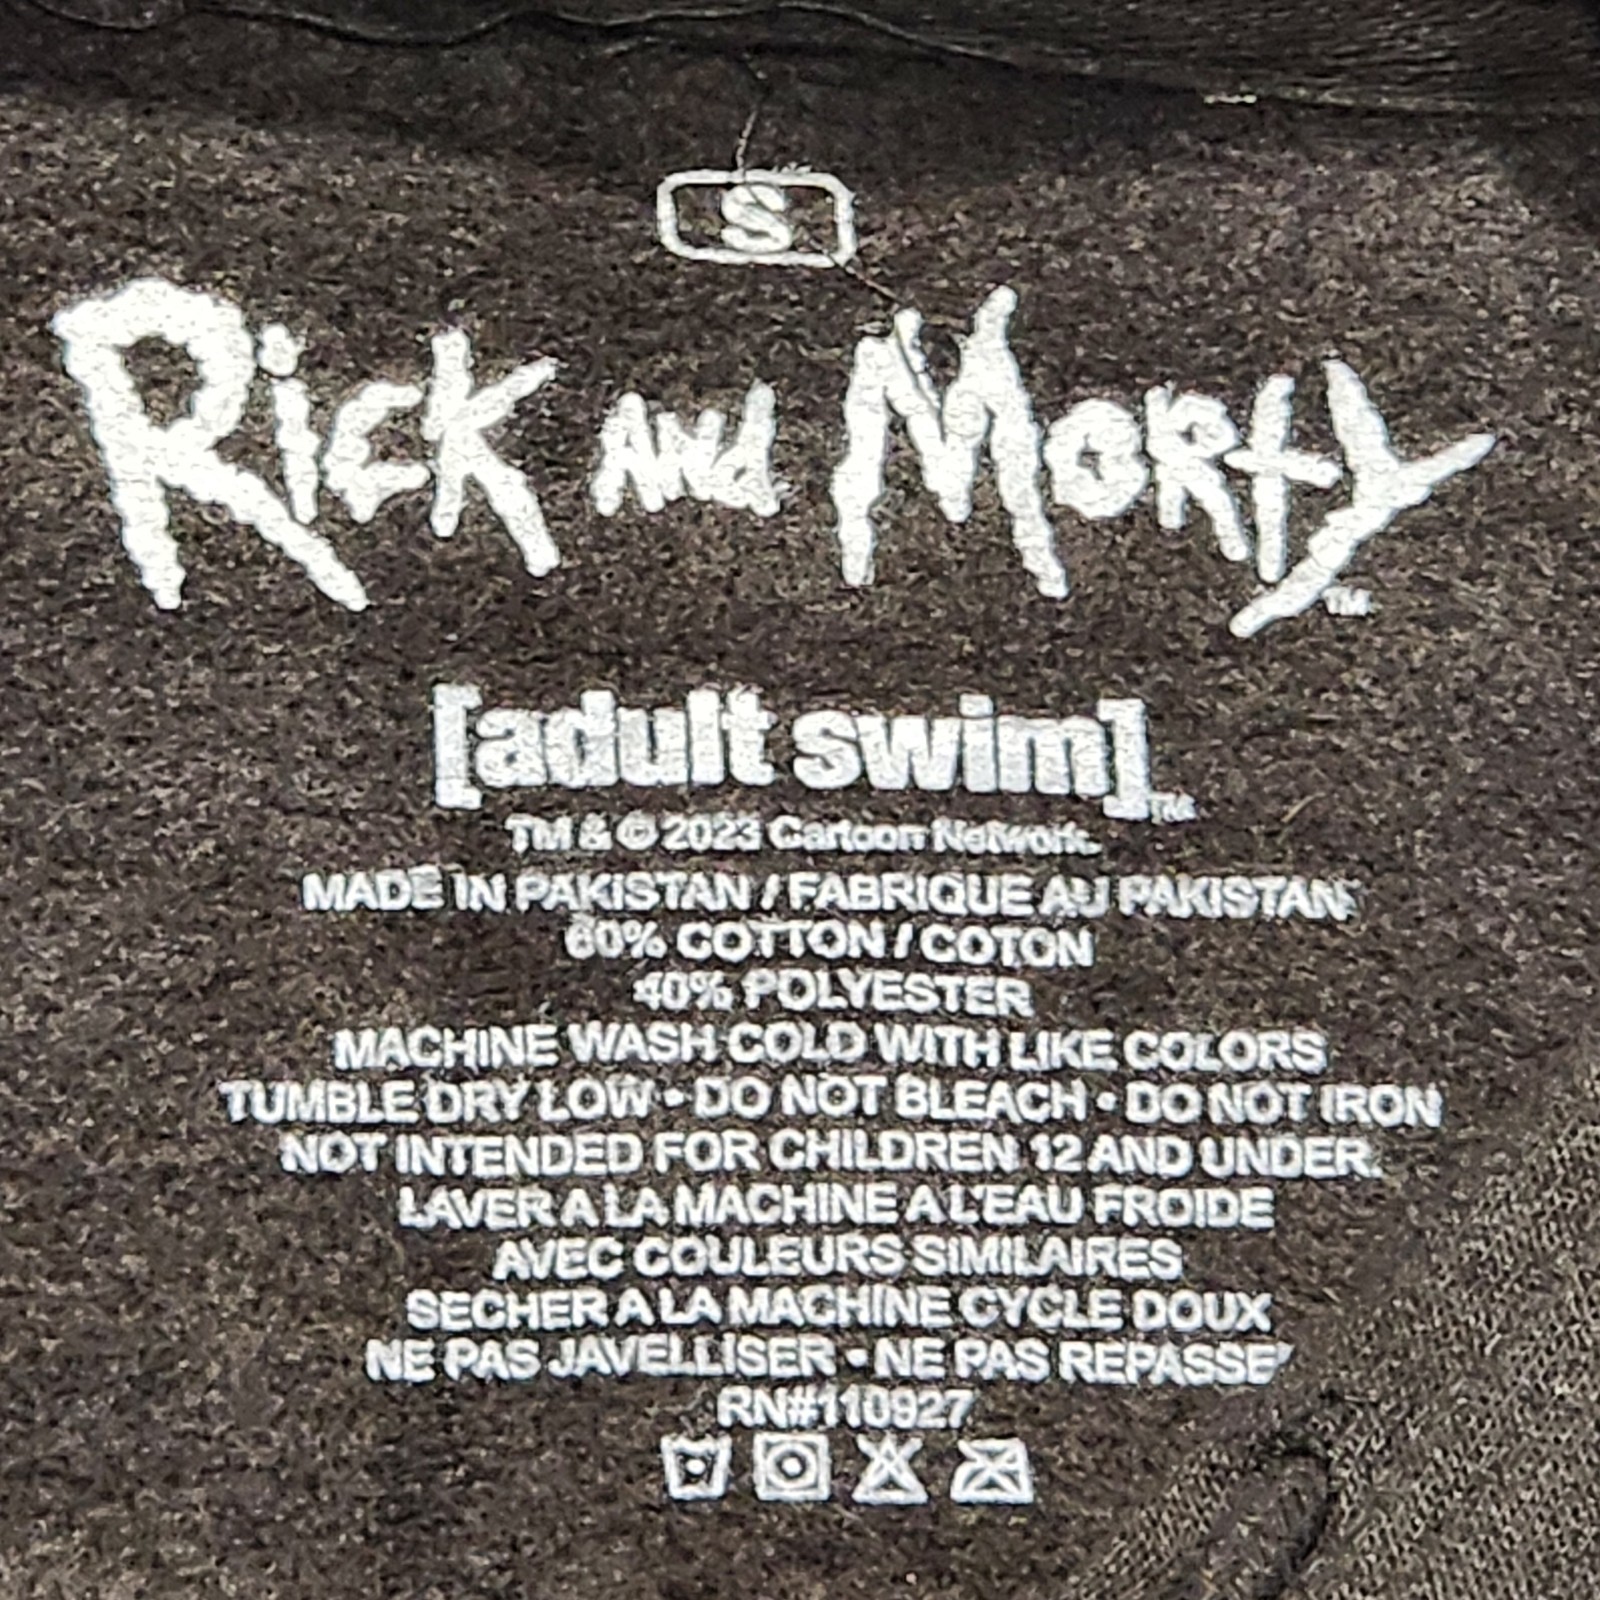 S
Rick and Morty™
[adult swim]™
TM & © 2023 Cartoon Network.
MADE IN PAKISTAN / FABRIQUE AU PAKISTAN
60% COTTON / COTON
40% POLYESTER
MACHINE WASH COLD WITH LIKE COLORS
TUMBLE DRY LOW • DO NOT BLEACH • DO NOT IRON
NOT INTENDED FOR CHILDREN 12 AND UNDER.
LAVER A LA MACHINE A L'EAU FROIDE
AVEC COULEURS SIMILAIRES
SECHER A LA MACHINE CYCLE DOUX
NE PAS JAVELLISER • NE PAS REPASSER
RN#110927